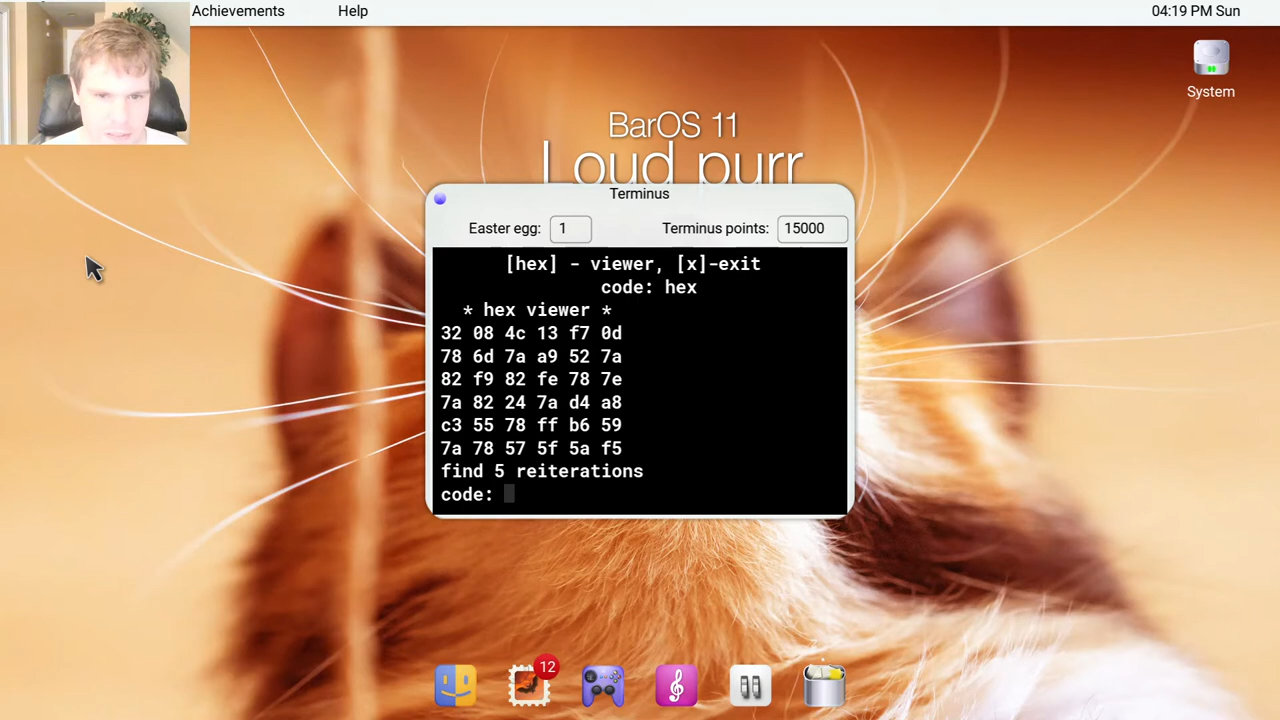 Achievements Help 04:19 PM Sun
System
BarOS 11
Loud purr
Terminus
Easter egg: 1 Terminus points: 15000
[hex] - viewer, [x]-exit
code: hex
* hex viewer *
32 08 4c 13 f7 0d
78 6d 7a a9 52 7a
82 f9 82 fe 78 7e
7a 82 24 7a d4 a8
c3 55 78 ff b6 59
7a 78 57 5f 5a f5
find 5 reiterations
code:
12